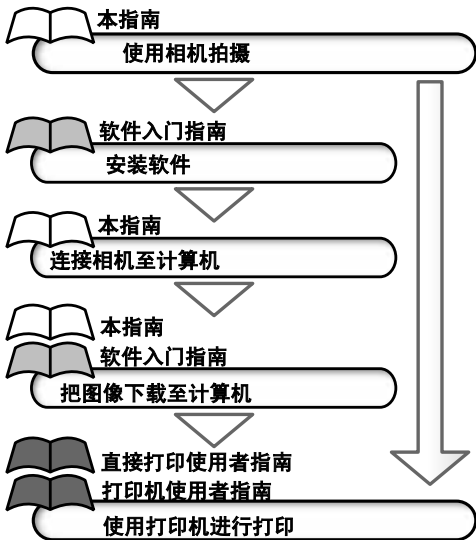 本指南
使用相机拍摄
软件入门指南
安装软件
本指南
连接相机至计算机
本指南
软件入门指南
把图像下载至计算机
直接打印使用者指南
打印机使用者指南
使用打印机进行打印